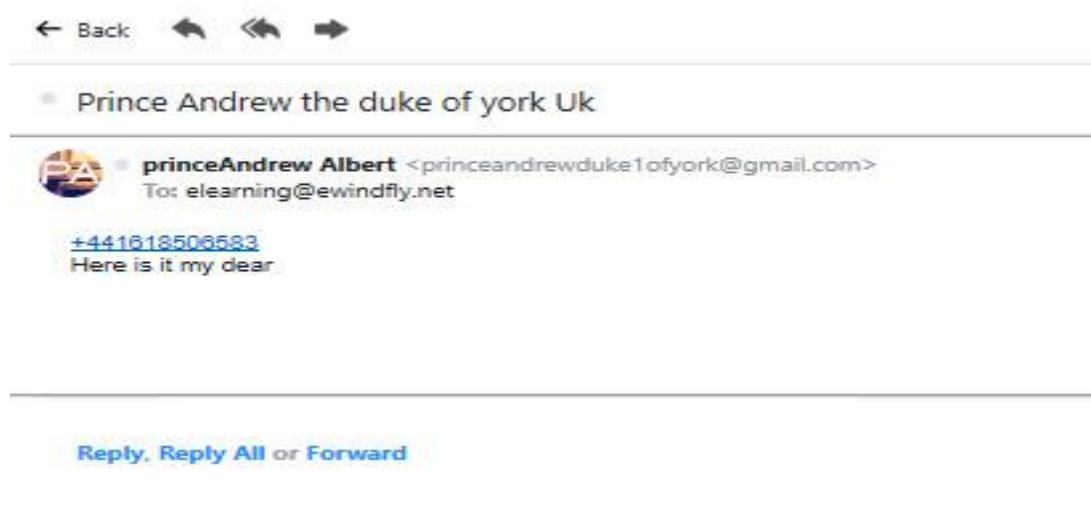 ← Back
Prince Andrew the duke of york Uk
PA
princeAndrew Albert <princeandrewduke1ofyork@gmail.com>
To: elearning@ewindfly.net
+441618506583
Here is it my dear
Reply, Reply All or Forward